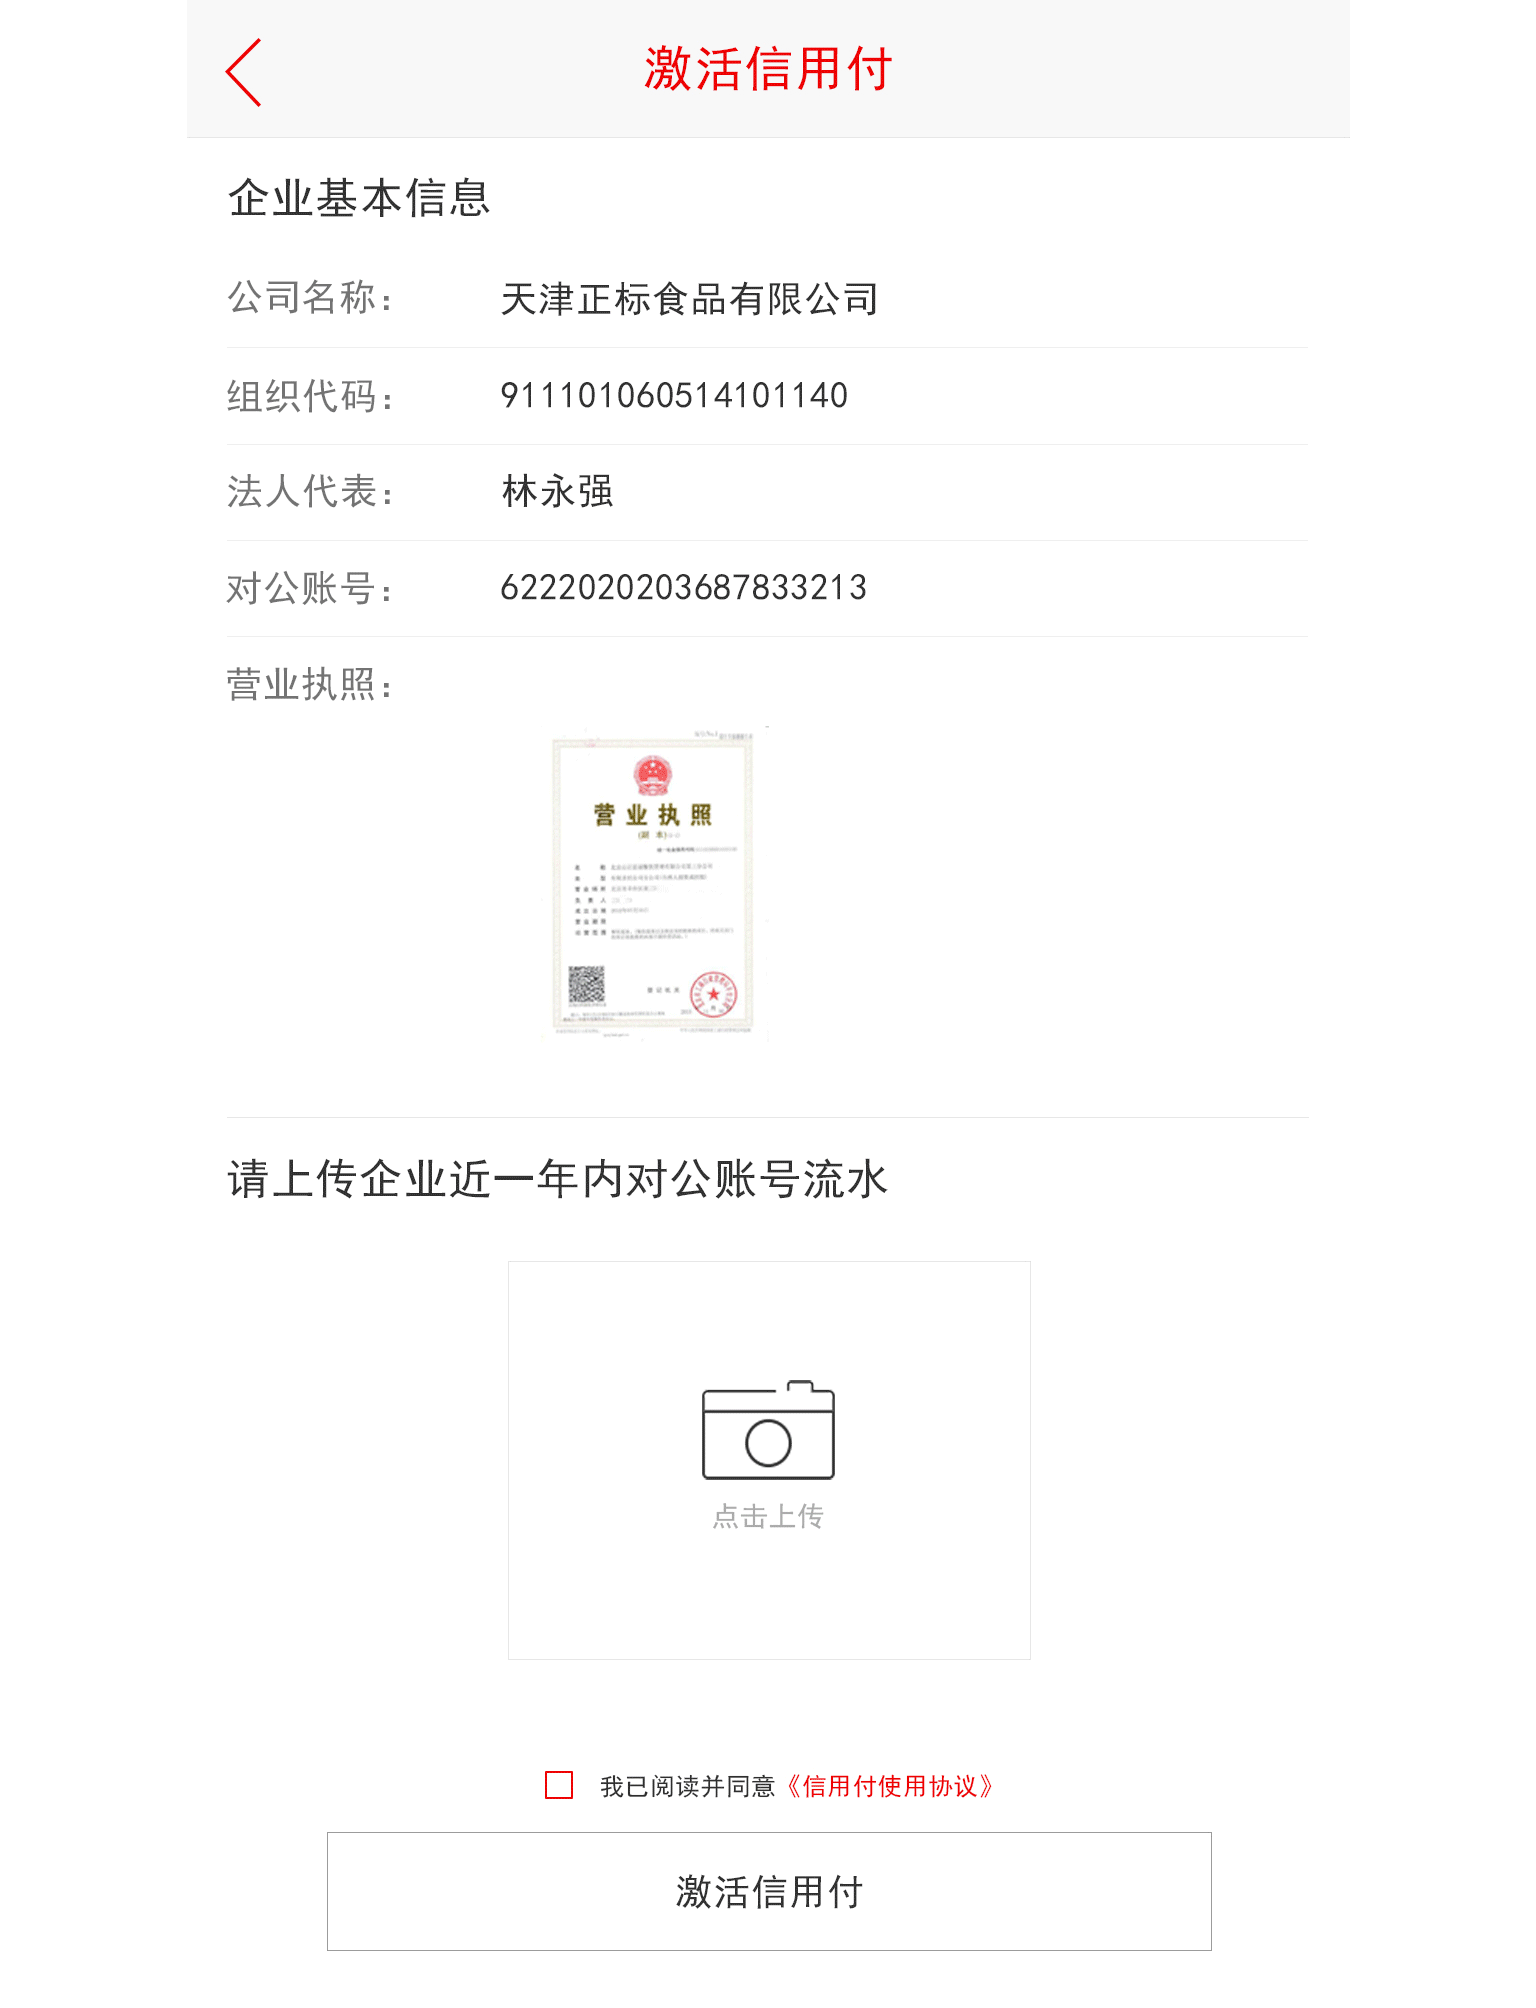 激活信用付
企业基本信息
公司名称：
天津正标食品有限公司
组织代码：
911101060514101140
法人代表：
林永强
对公账号：
6222020203687833213
营业执照：
营业执照
(副 本)
请上传企业近一年内对公账号流水
点击上传
我已阅读并同意《信用付使用协议》
激活信用付